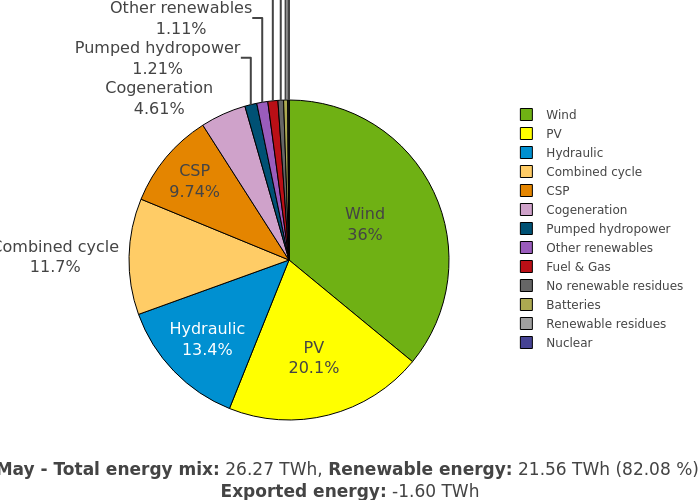 Other renewables
1.11%
Pumped hydropower
1.21%
Cogeneration
4.61%
CSP
9.74%
Wind
36%
Combined cycle
11.7%
Hydraulic
13.4%
PV
20.1%
Wind
PV
Hydraulic
Combined cycle
CSP
Cogeneration
Pumped hydropower
Other renewables
Fuel & Gas
No renewable residues
Batteries
Renewable residues
Nuclear
May - Total energy mix: 26.27 TWh, Renewable energy: 21.56 TWh (82.08 %)
Exported energy: -1.60 TWh